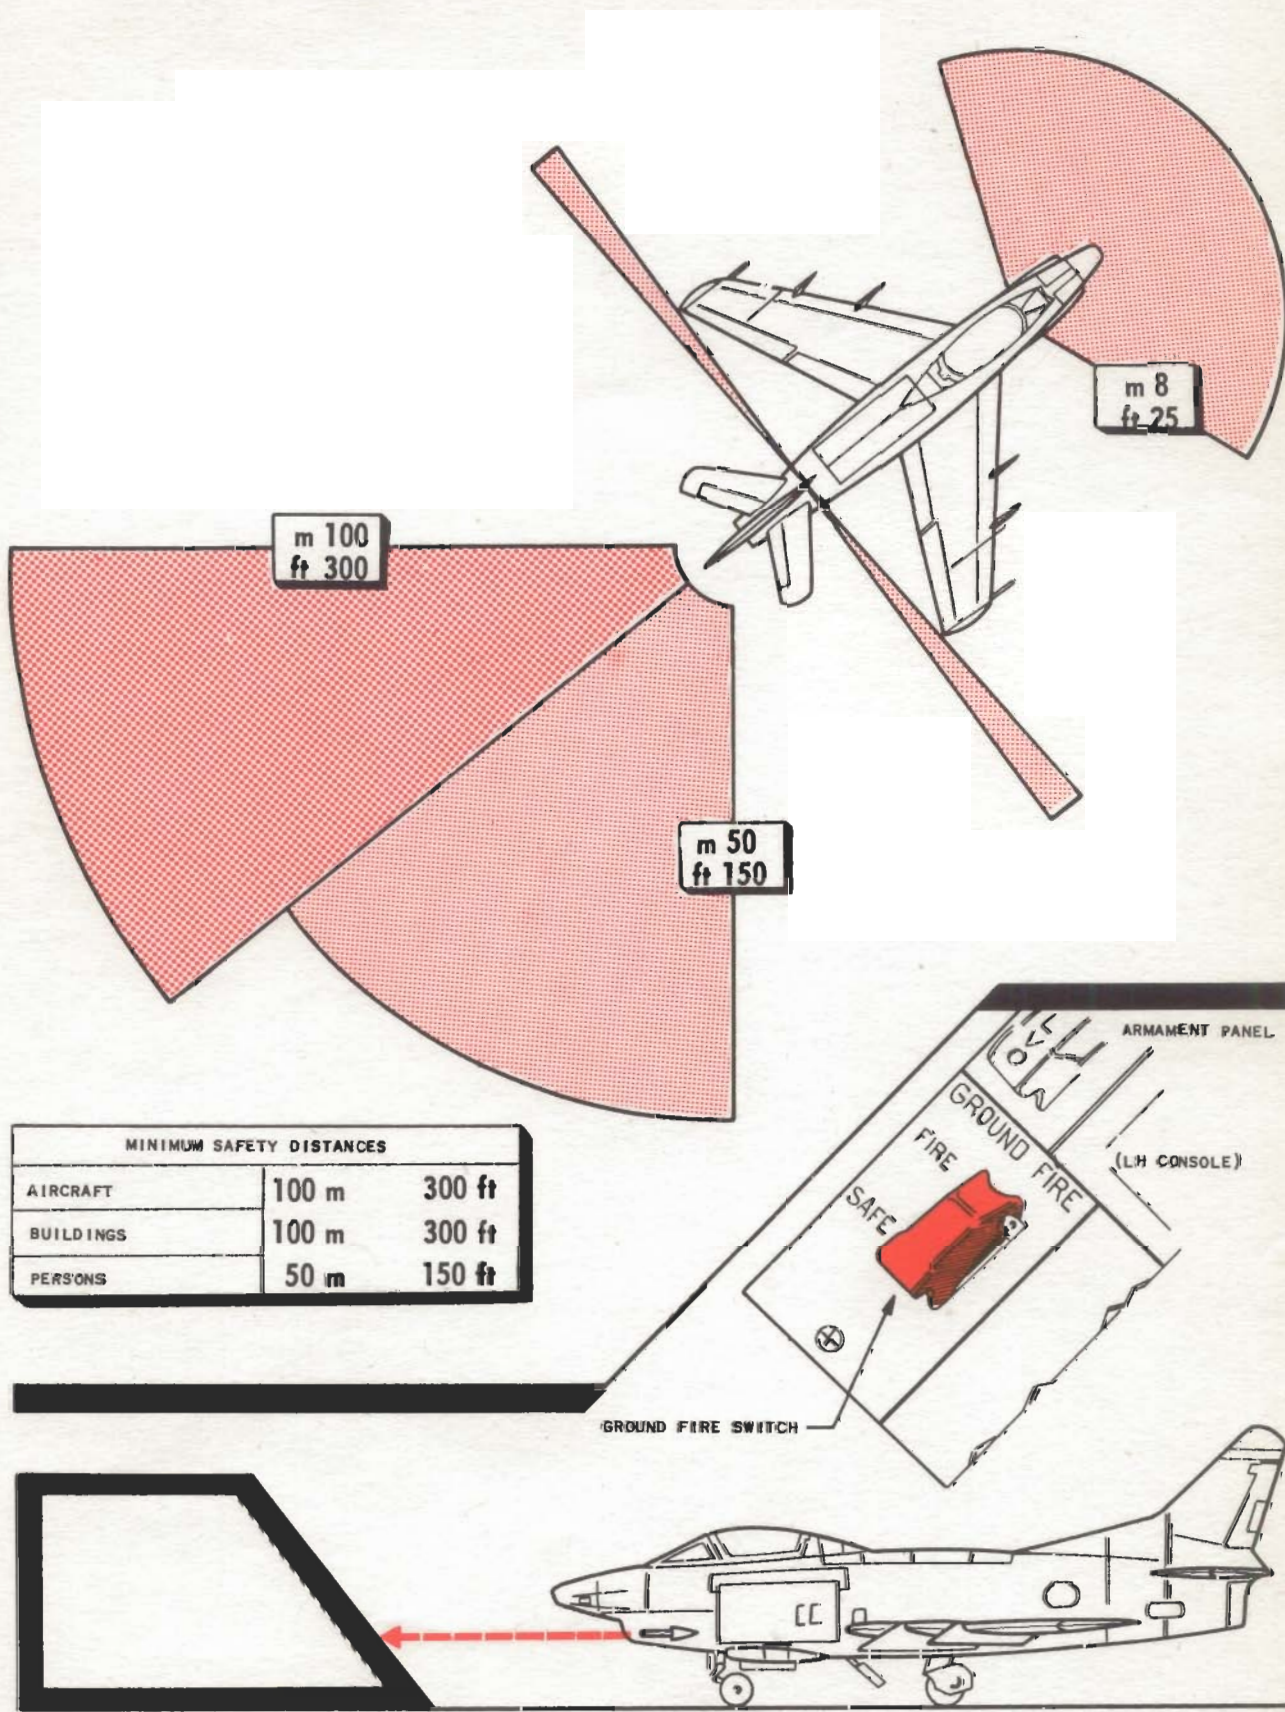 m 8
ft 25
m 100
ft 300
m 50
ft 150
ARMAMENT PANEL
(LH CONSOLE)
GROUND FIRE
FIRE
SAFE
GROUND FIRE SWITCH
MINIMUM SAFETY DISTANCES
AIRCRAFT 100 m 300 ft
BUILDINGS 100 m 300 ft
PERSONS 50 m 150 ft